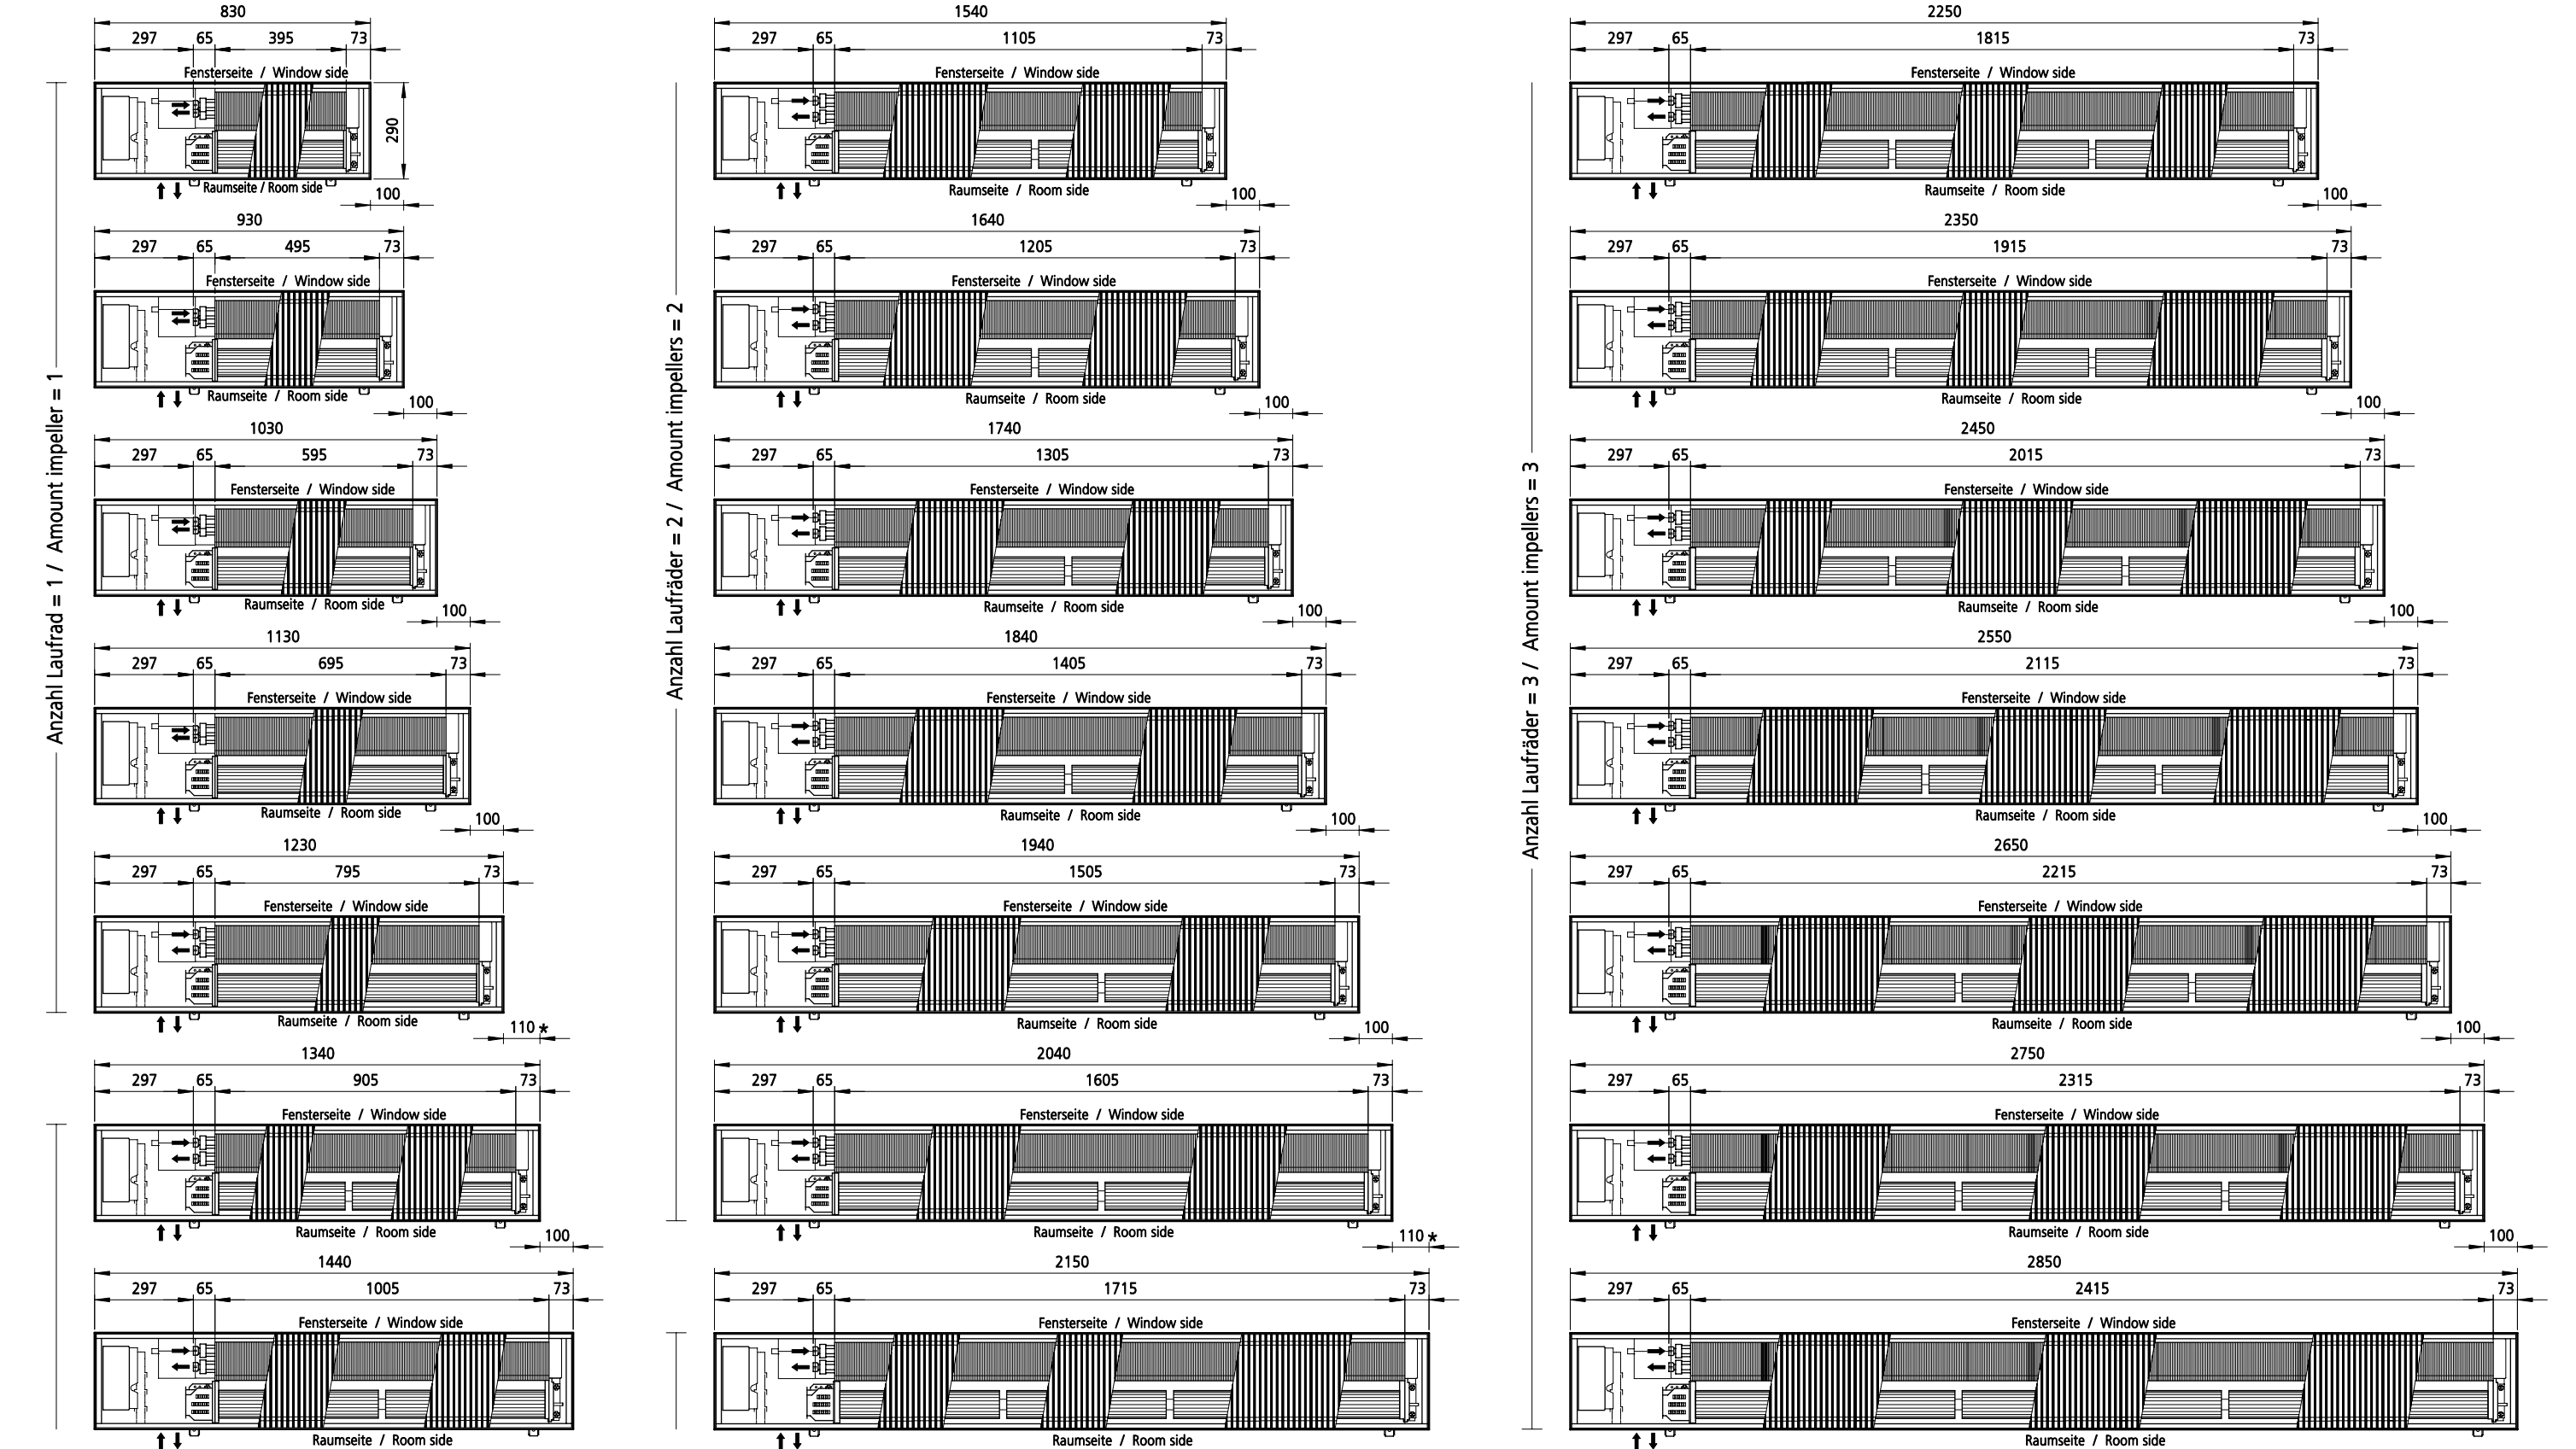 Anzahl Laufrad = 1 / Amount impeller = 1
830
297 65 395 73
Fensterseite / Window side
290
Raumseite / Room side
100
930
297 65 495 73
Fensterseite / Window side
Raumseite / Room side
100
1030
297 65 595 73
Fensterseite / Window side
Raumseite / Room side
100
1130
297 65 695 73
Fensterseite / Window side
Raumseite / Room side
100
1230
297 65 795 73
Fensterseite / Window side
Raumseite / Room side
110 *
1340
297 65 905 73
Fensterseite / Window side
Raumseite / Room side
100
1440
297 65 1005 73
Fensterseite / Window side
Raumseite / Room side
Anzahl Laufräder = 2 / Amount impellers = 2
1540
297 65 1105 73
Fensterseite / Window side
Raumseite / Room side
100
1640
297 65 1205 73
Fensterseite / Window side
Raumseite / Room side
100
1740
297 65 1305 73
Fensterseite / Window side
Raumseite / Room side
100
1840
297 65 1405 73
Fensterseite / Window side
Raumseite / Room side
100
1940
297 65 1505 73
Fensterseite / Window side
Raumseite / Room side
100
2040
297 65 1605 73
Fensterseite / Window side
Raumseite / Room side
110 *
2150
297 65 1715 73
Fensterseite / Window side
Raumseite / Room side
Anzahl Laufräder = 3 / Amount impellers = 3
2250
297 65 1815 73
Fensterseite / Window side
Raumseite / Room side
100
2350
297 65 1915 73
Fensterseite / Window side
Raumseite / Room side
100
2450
297 65 2015 73
Fensterseite / Window side
Raumseite / Room side
100
2550
297 65 2115 73
Fensterseite / Window side
Raumseite / Room side
100
2650
297 65 2215 73
Fensterseite / Window side
Raumseite / Room side
100
2750
297 65 2315 73
Fensterseite / Window side
Raumseite / Room side
100
2850
297 65 2415 73
Fensterseite / Window side
Raumseite / Room side